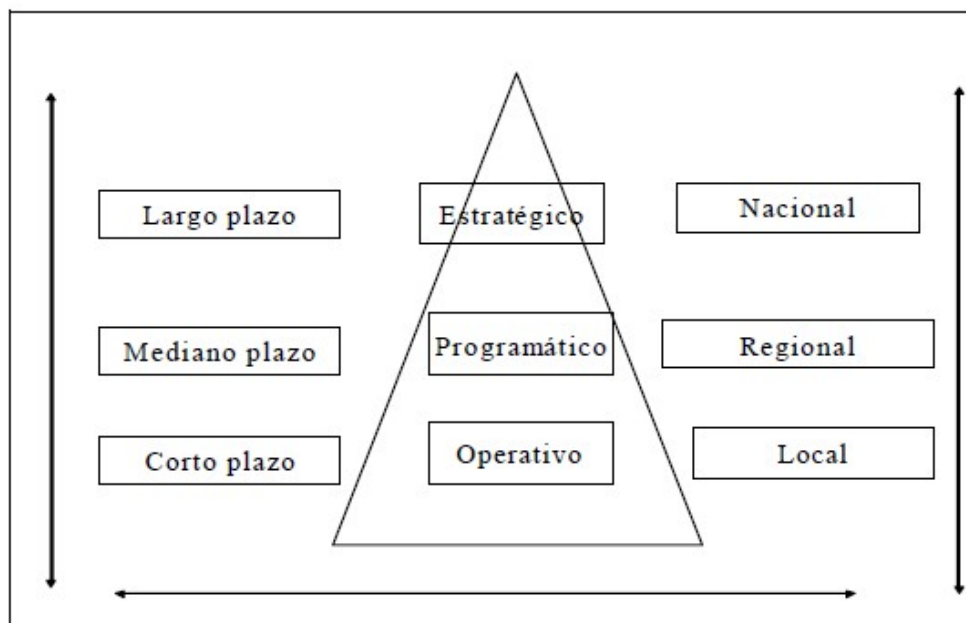 Largo plazo
Estratégico
Nacional
Mediano plazo
Programático
Regional
Corto plazo
Operativo
Local